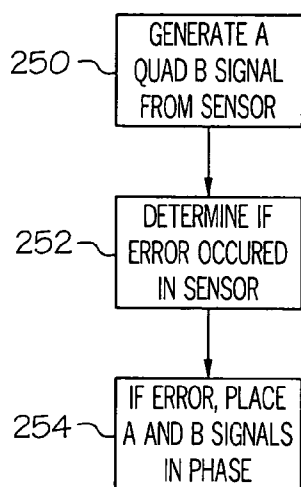 250
GENERATE A
QUAD B SIGNAL
FROM SENSOR
252
DETERMINE IF
ERROR OCCURED
IN SENSOR
254
IF ERROR, PLACE
A AND B SIGNALS
IN PHASE